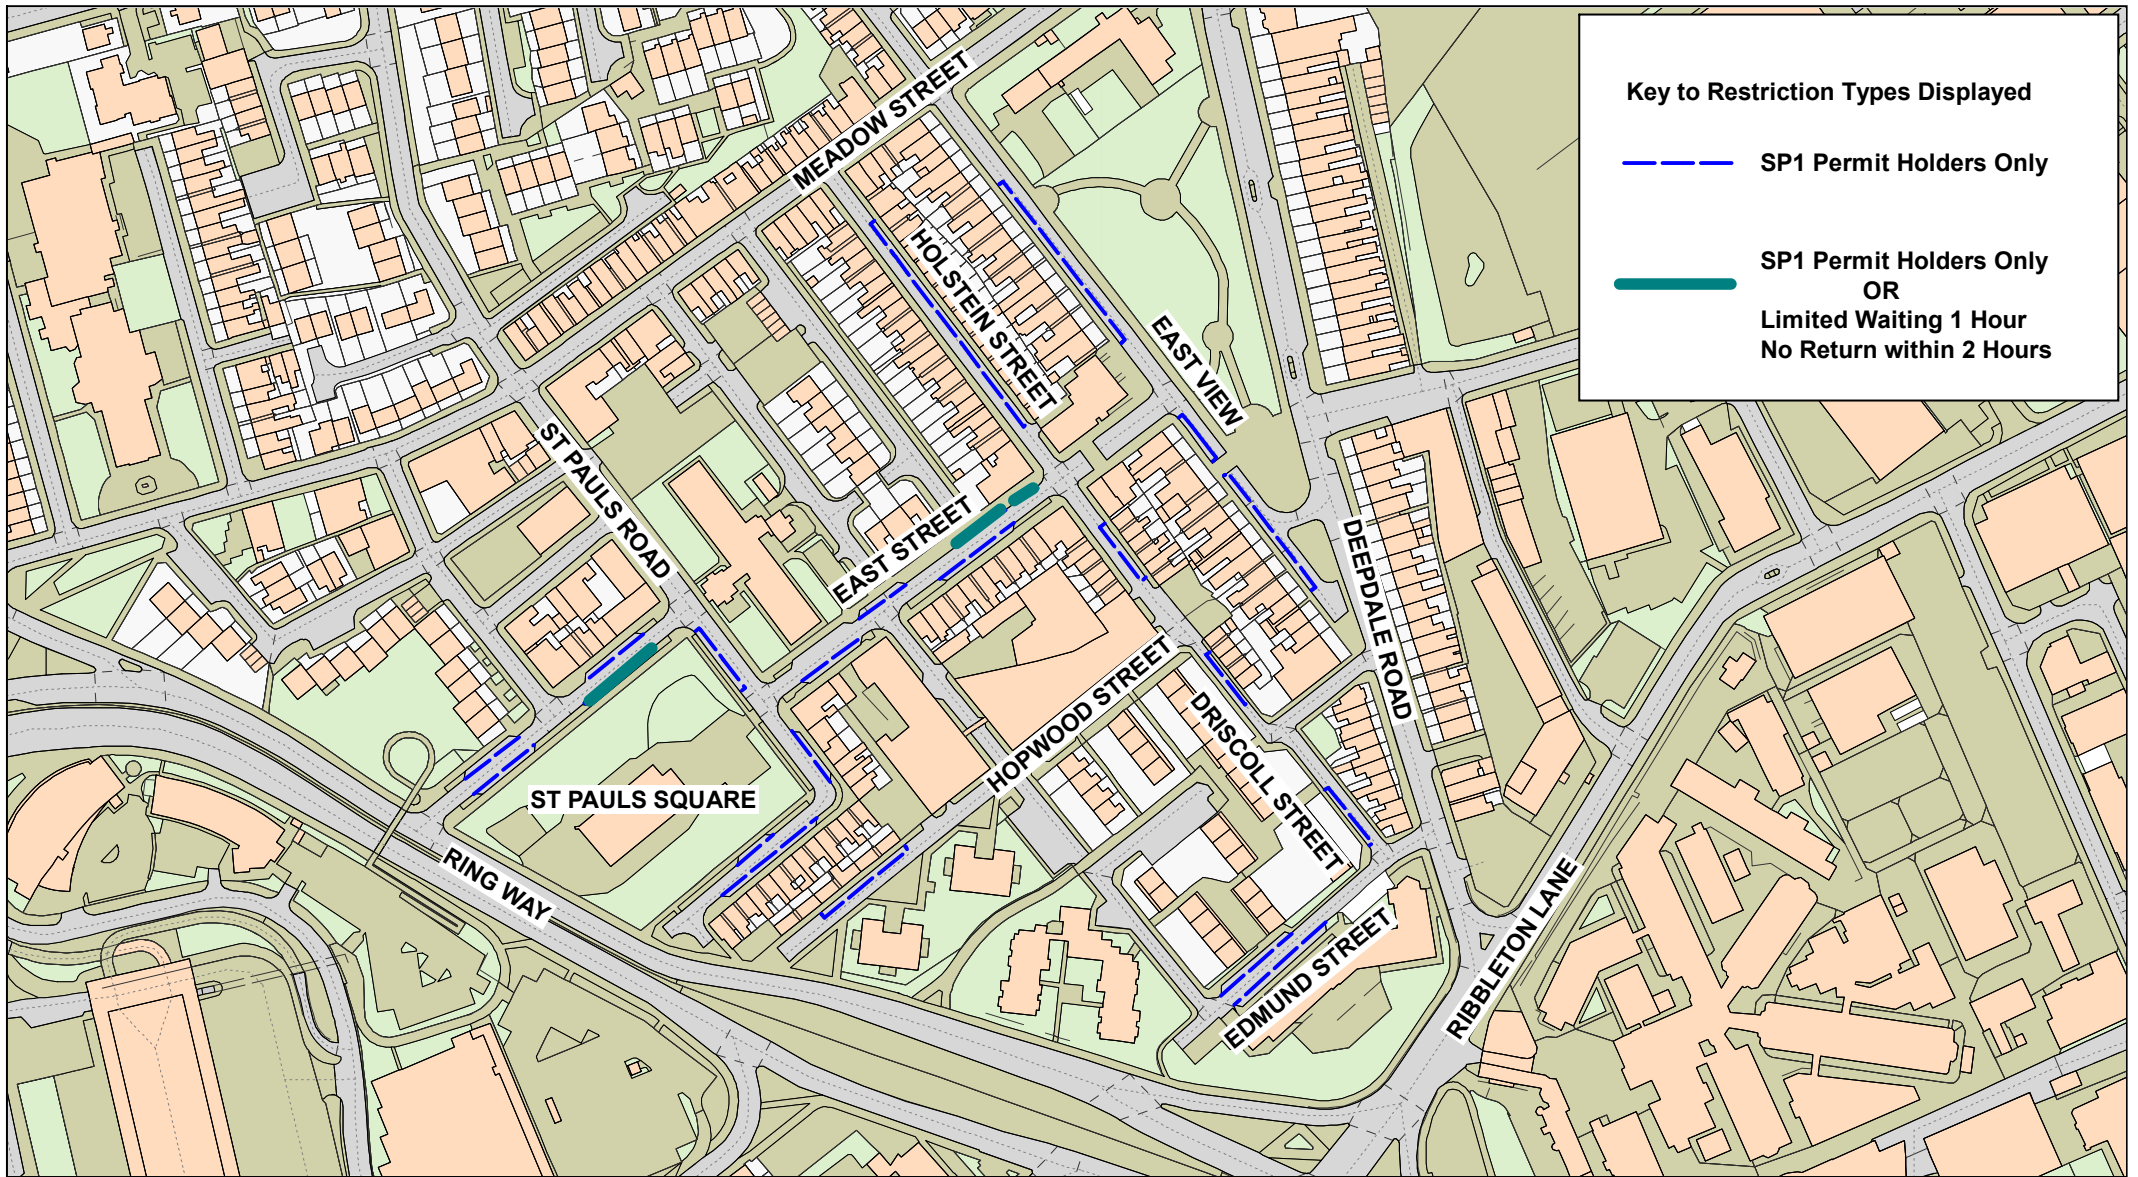 Key to Restriction Types Displayed
SP1 Permit Holders Only
SP1 Permit Holders Only
OR
Limited Waiting 1 Hour
No Return within 2 Hours
MEADOW STREET
HOLSTEIN STREET
EAST VIEW
ST PAULS ROAD
EAST STREET
DEEPDALE ROAD
HOPWOOD STREET
DRISCOLL STREET
ST PAULS SQUARE
RING WAY
EDMUND STREET
RIBBLETON LANE